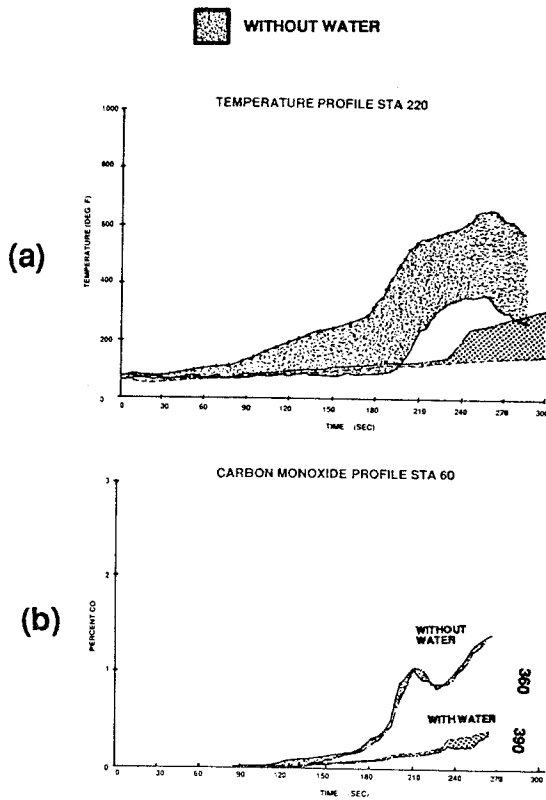 WITHOUT WATER
TEMPERATURE PROFILE STA 220
(a)
TEMPERATURE (DEG F)
1000
800
600
400
200
0
0 30 60 90 120 150 180 210 240 270 300
TIME (SEC)
CARBON MONOXIDE PROFILE STA 60
(b)
PERCENT CO
3
2
1
0
WITHOUT
WATER
WITH WATER
360
390
0 30 60 90 120 150 180 210 240 270 300
TIME (SEC)